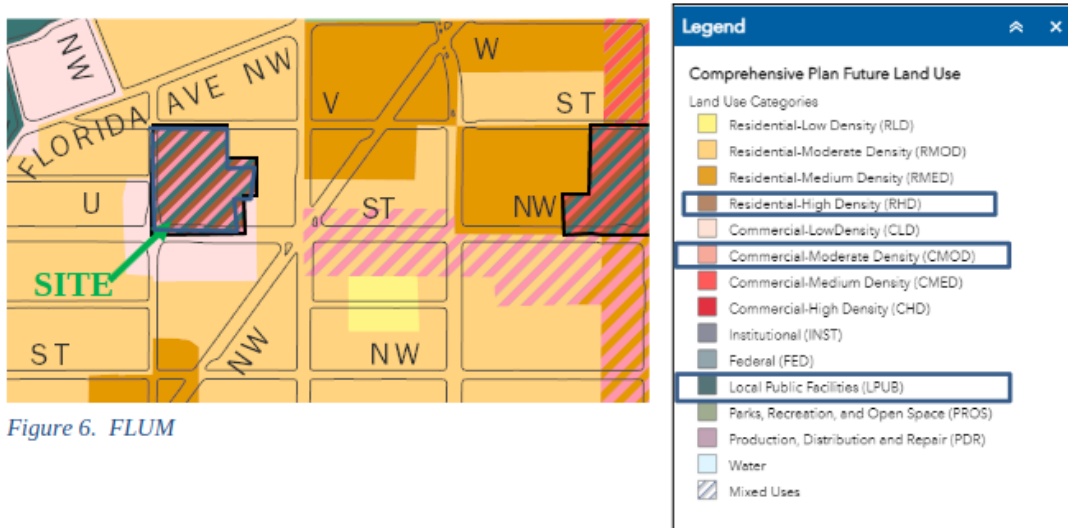 NW
FLORIDA AVE NW
W
V
ST
U
ST
NW
SITE
ST
NW
NW
Figure 6. FLUM
Legend
Comprehensive Plan Future Land Use
Land Use Categories
Residential-Low Density (RLD)
Residential-Moderate Density (RMOD)
Residential-Medium Density (RMED)
Residential-High Density (RHD)
Commercial-LowDensity (CLD)
Commercial-Moderate Density (CMOD)
Commercial-Medium Density (CMED)
Commercial-High Density (CHD)
Institutional (INST)
Federal (FED)
Local Public Facilities (LPUB)
Parks, Recreation, and Open Space (PROS)
Production, Distribution and Repair (PDR)
Water
Mixed Uses